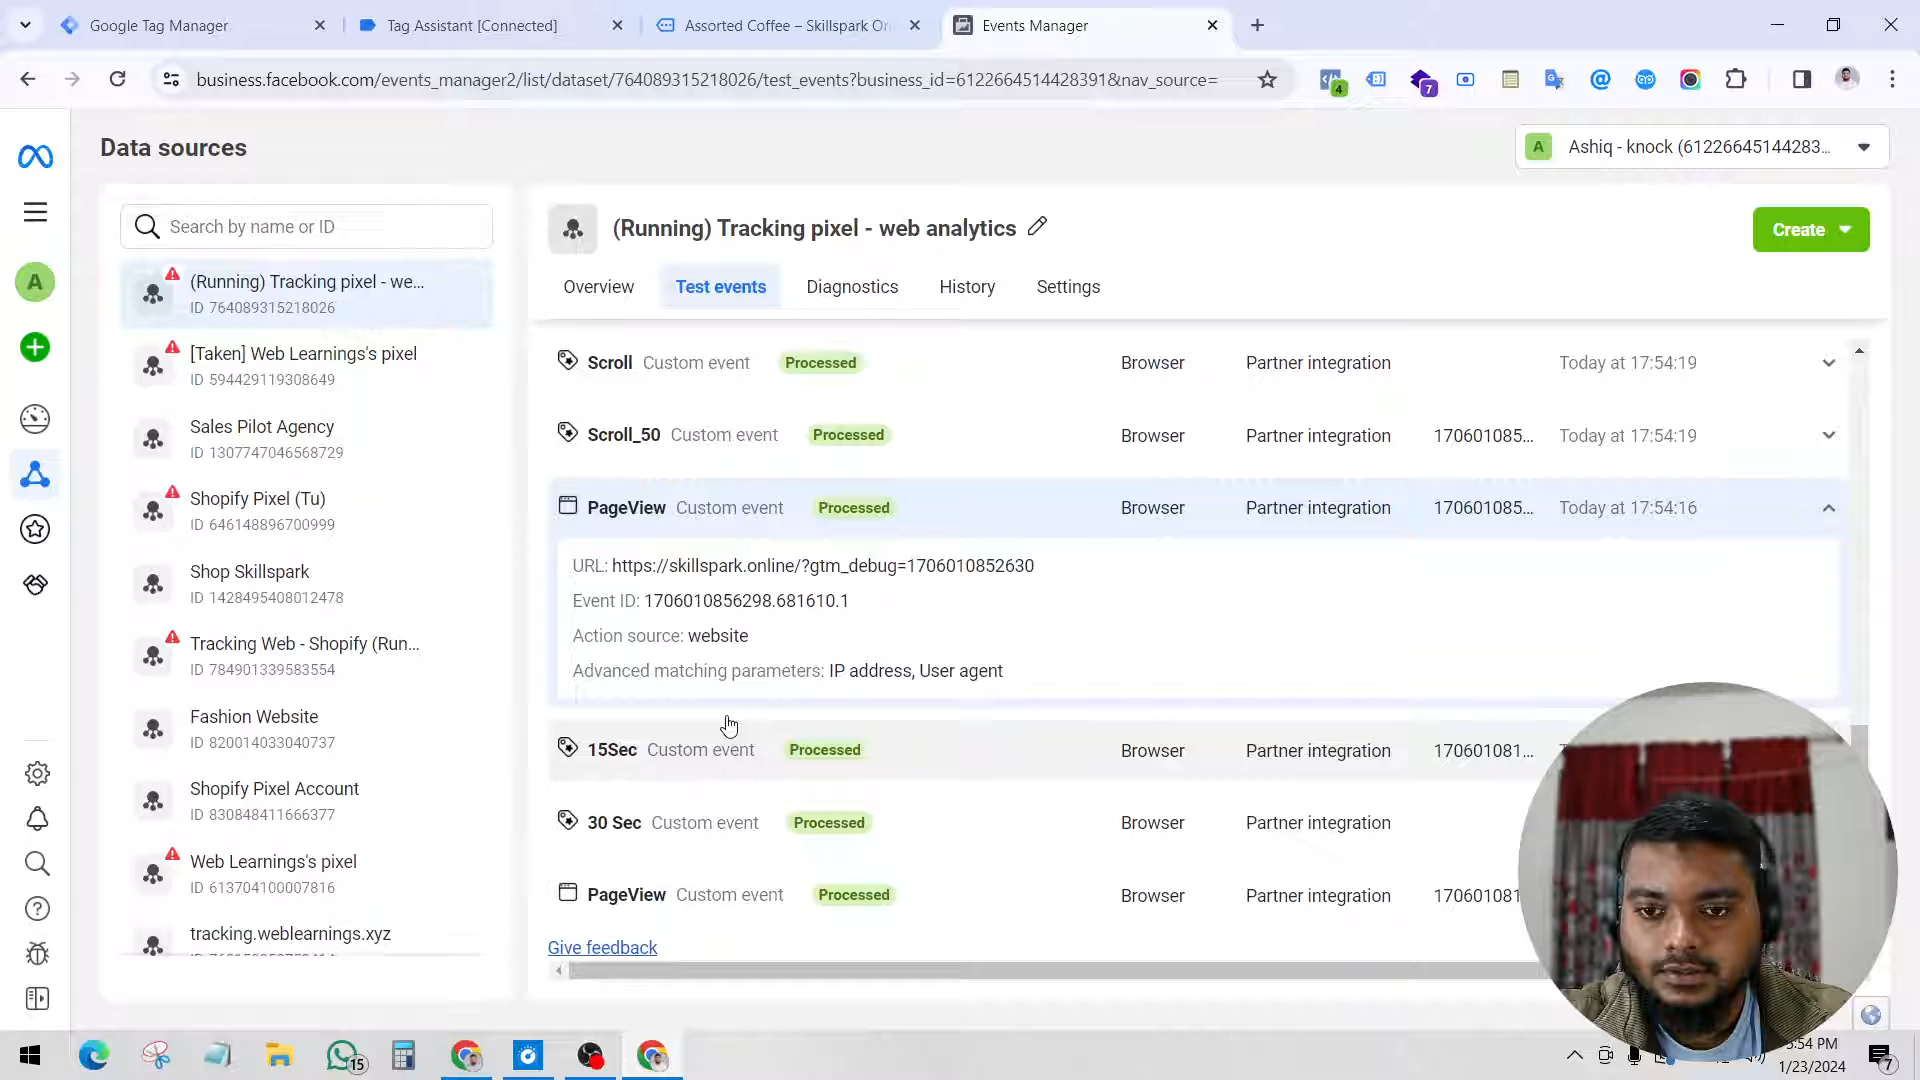 Google Tag Manager
Tag Assistant [Connected]
Assorted Coffee – Skillspark On
Events Manager
business.facebook.com/events_manager2/list/dataset/764089315218026/test_events?business_id=6122664514428391&nav_source=
4
7
Data sources
A
Ashiq - knock (61226645144283...
Search by name or ID
(Running) Tracking pixel - we...
ID 764089315218026
[Taken] Web Learnings's pixel
ID 594429119308649
Sales Pilot Agency
ID 1307747046568729
Shopify Pixel (Tu)
ID 646148896700999
Shop Skillspark
ID 1428495408012478
Tracking Web - Shopify (Run...
ID 784901339583554
Fashion Website
ID 820014033040737
Shopify Pixel Account
ID 830848411666377
Web Learnings's pixel
ID 613704100007816
tracking.weblearnings.xyz
A
(Running) Tracking pixel - web analytics
Create
Overview
Test events
Diagnostics
History
Settings
Scroll Custom event Processed Browser Partner integration Today at 17:54:19
Scroll_50 Custom event Processed Browser Partner integration 170601085... Today at 17:54:19
PageView Custom event Processed Browser Partner integration 170601085... Today at 17:54:16
URL: https://skillspark.online/?gtm_debug=1706010852630
Event ID: 1706010856298.681610.1
Action source: website
Advanced matching parameters: IP address, User agent
15Sec Custom event Processed Browser Partner integration 170601081...
30 Sec Custom event Processed Browser Partner integration
PageView Custom event Processed Browser Partner integration 170601081
Give feedback
15
5:54 PM
1/23/2024
7